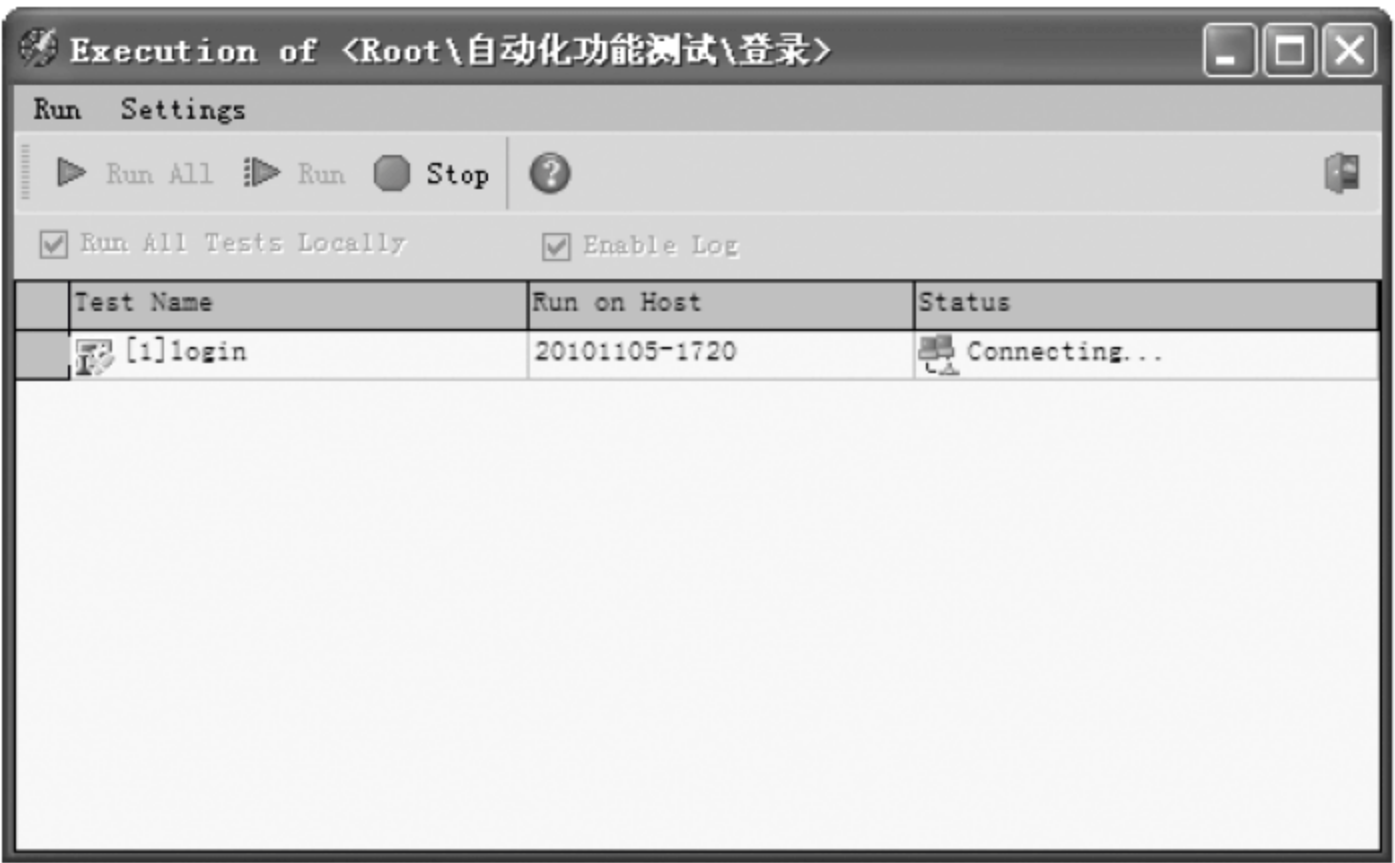 Execution of <Root\自动化功能测试\登录>
Run Settings
Run All Run Stop ?
Run All Tests Locally Enable Log
Test Name Run on Host Status
[1]login 20101105-1720 Connecting...